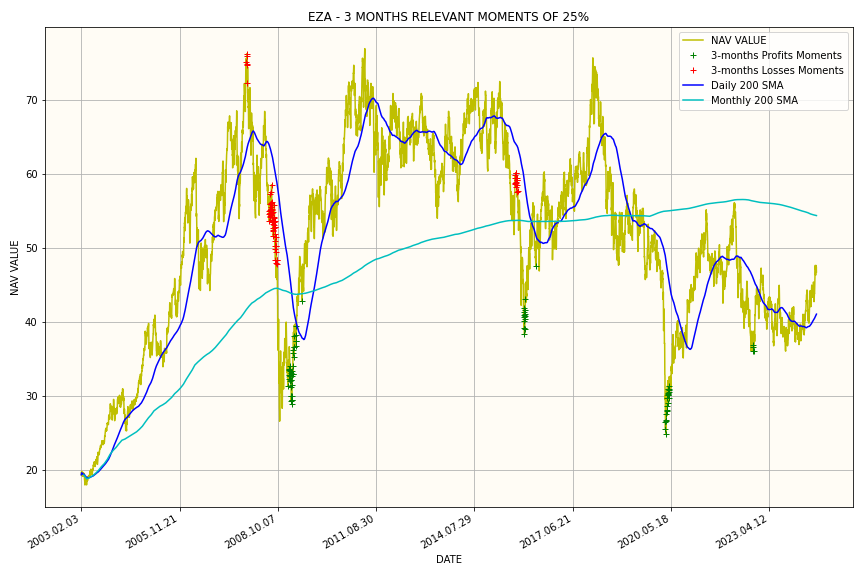 EZA - 3 MONTHS RELEVANT MOMENTS OF 25%
NAV VALUE
3-months Profits Moments
3-months Losses Moments
Daily 200 SMA
Monthly 200 SMA
NAV VALUE
70
60
50
40
30
20
2003.02.03
2005.11.21
2008.10.07
2011.08.30
2014.07.29
2017.06.21
2020.05.18
2023.04.12
DATE